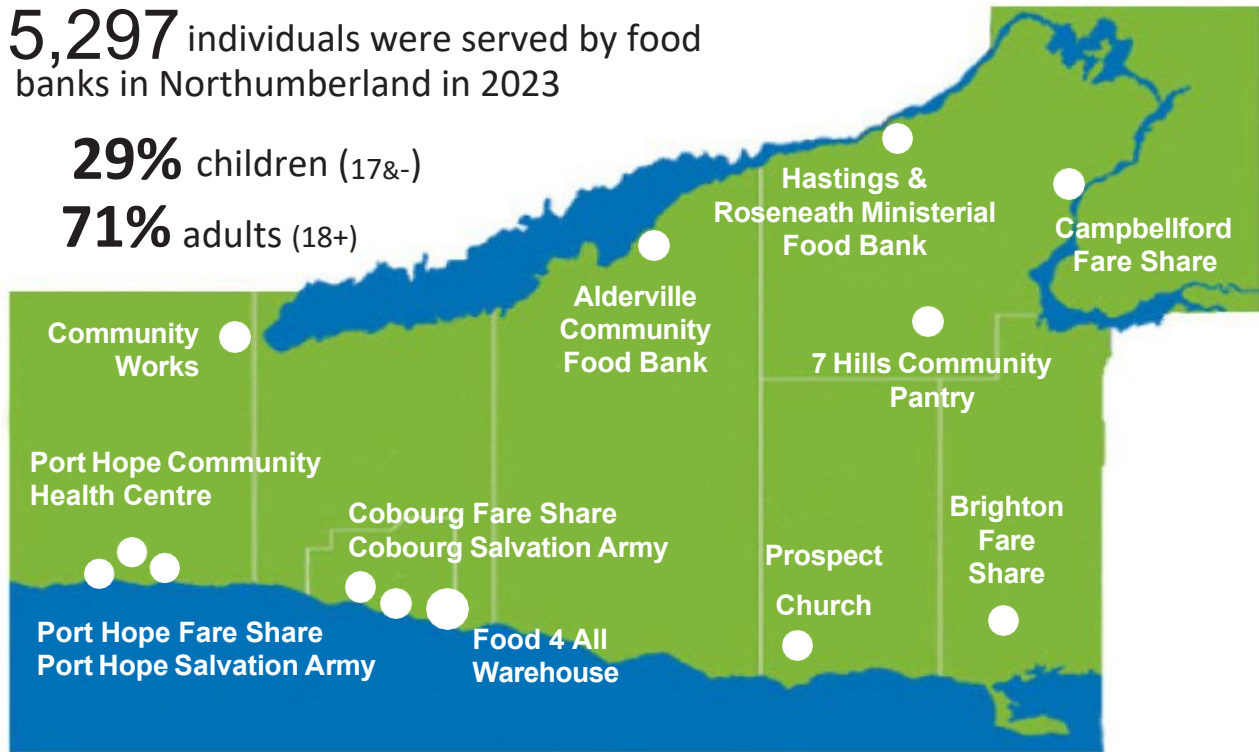 5,297 individuals were served by food
banks in Northumberland in 2023
29% children (17&-)
71% adults (18+)
Hastings &
Roseneath Ministerial
Food Bank
Campbellford
Fare Share
Alderville
Community
Food Bank
Community
Works
7 Hills Community
Pantry
Port Hope Community
Health Centre
Cobourg Fare Share
Cobourg Salvation Army
Brighton
Fare
Share
Prospect
Church
Port Hope Fare Share
Port Hope Salvation Army
Food 4 All
Warehouse